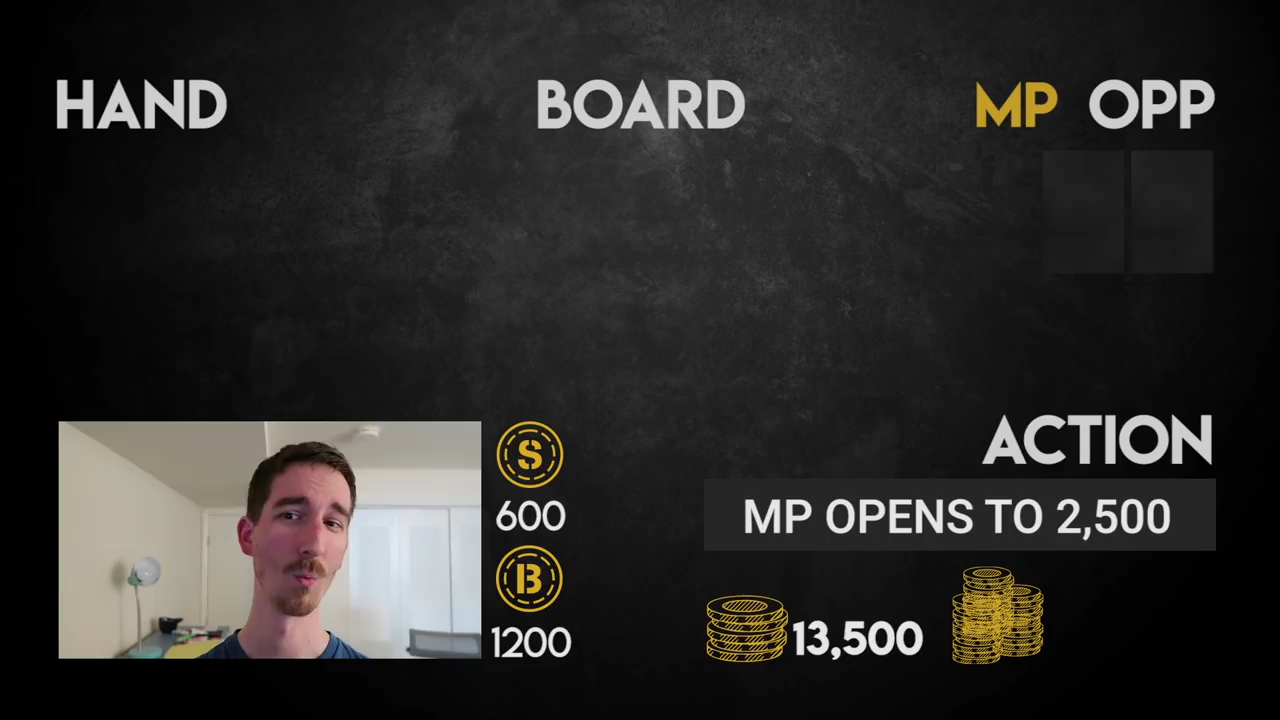 HAND
BOARD
MP OPP
ACTION
S
600
MP OPENS TO 2,500
B
1200
13,500